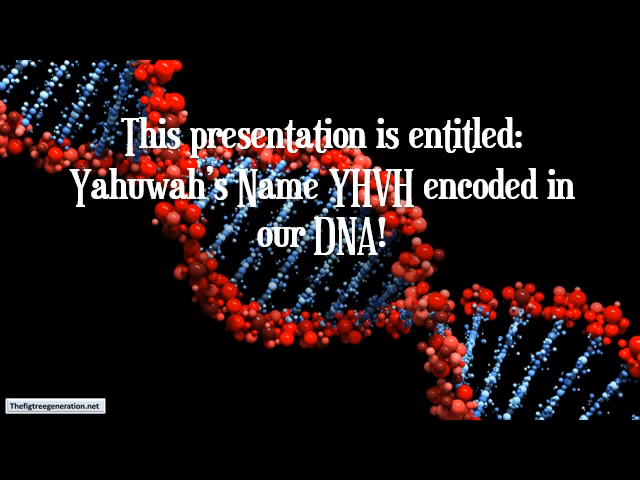 This presentation is entitled:
Yahuwah's Name YHVH encoded in
our DNA!
Thefigtreegeneration.net